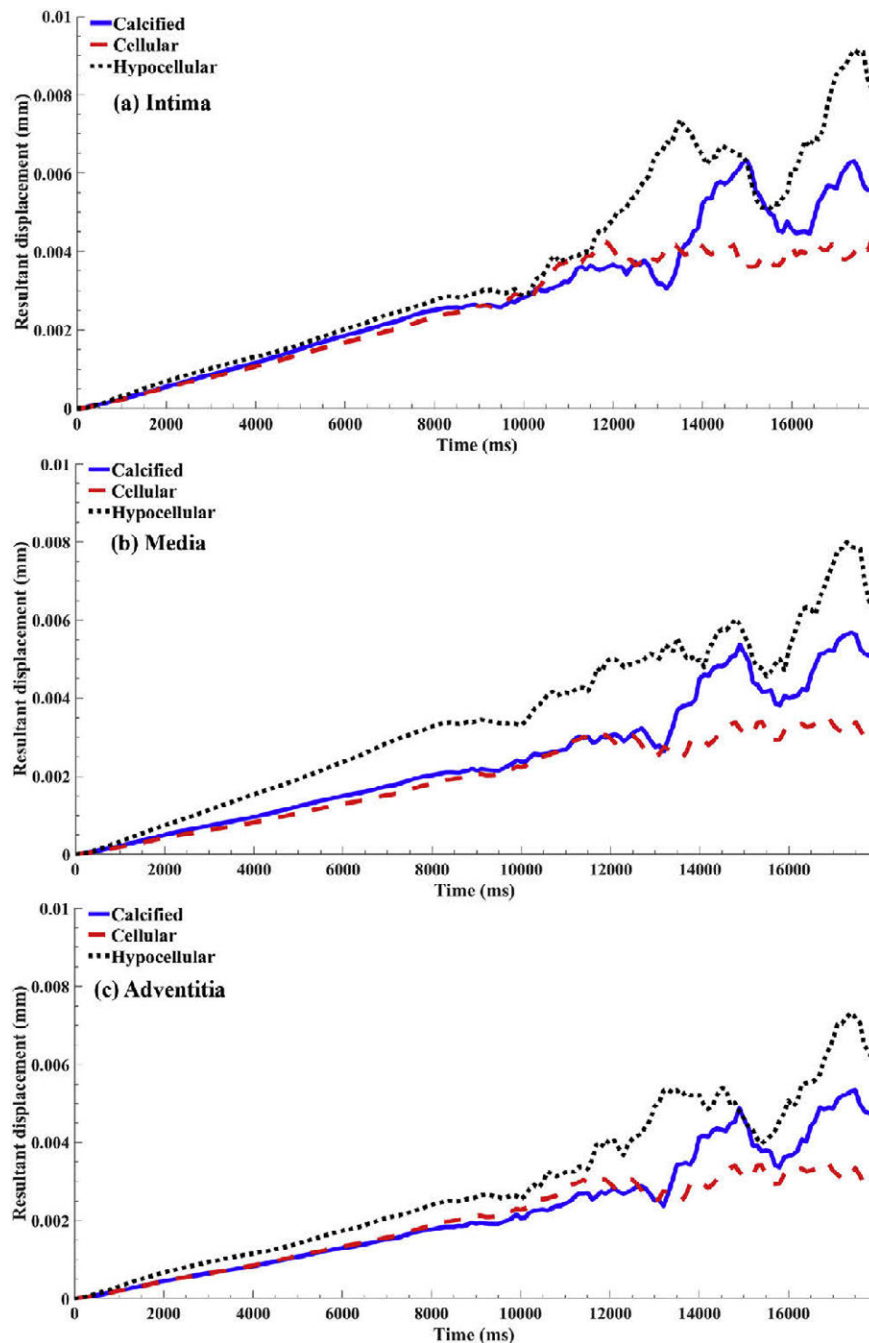 0.01
Calcified
Cellular
Hypocellular
(a) Intima
0.008
0.006
0.004
0.002
0
Resultant displacement (mm)
2000 4000 6000 8000 10000 12000 14000 16000
Time (ms)
0.01
Calcified
Cellular
Hypocellular
(b) Media
0.008
0.006
0.004
0.002
0
Resultant displacement (mm)
0 2000 4000 6000 8000 10000 12000 14000 16000
Time (ms)
0.01
Calcified
Cellular
Hypocellular
(c) Adventitia
0.008
0.006
0.004
0.002
0
Resultant displacement (mm)
0 2000 4000 6000 8000 10000 12000 14000 16000
Time (ms)